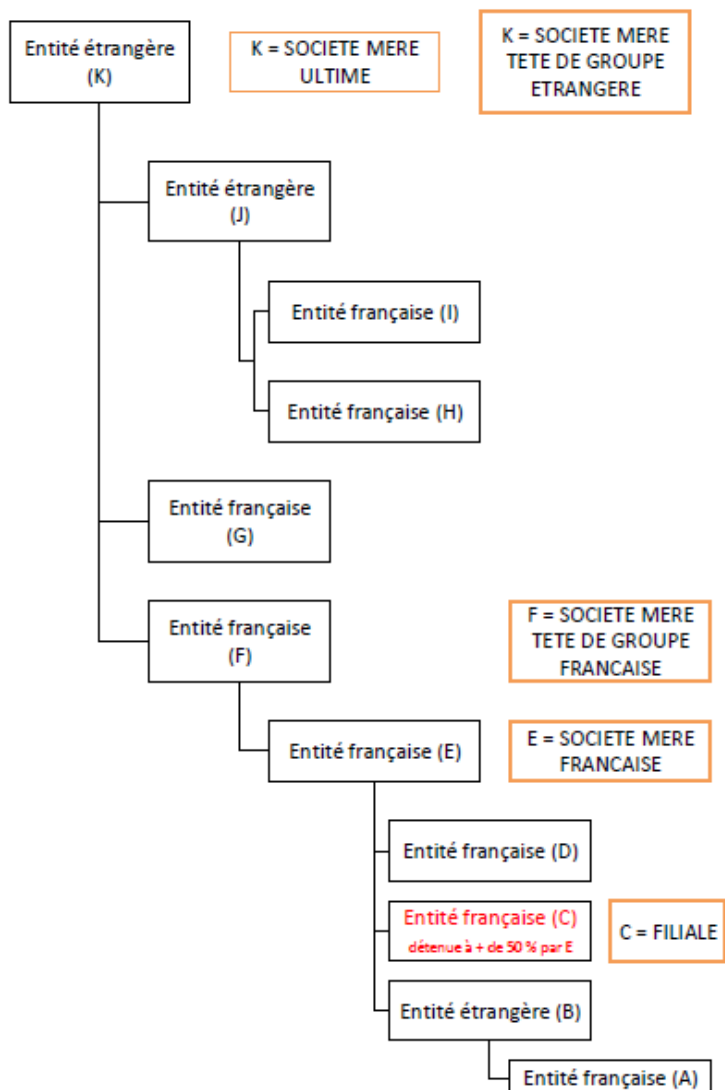 Entité étrangère
(K)
K = SOCIETE MERE
ULTIME
K = SOCIETE MERE
TETE DE GROUPE
ETRANGERE
Entité étrangère
(J)
Entité française (I)
Entité française (H)
Entité française
(G)
Entité française
(F)
F = SOCIETE MERE
TETE DE GROUPE
FRANCAISE
Entité française (E)
E = SOCIETE MERE
FRANCAISE
Entité française (D)
Entité française (C)
détenue à + de 50 % par E
C = FILIALE
Entité étrangère (B)
Entité française (A)